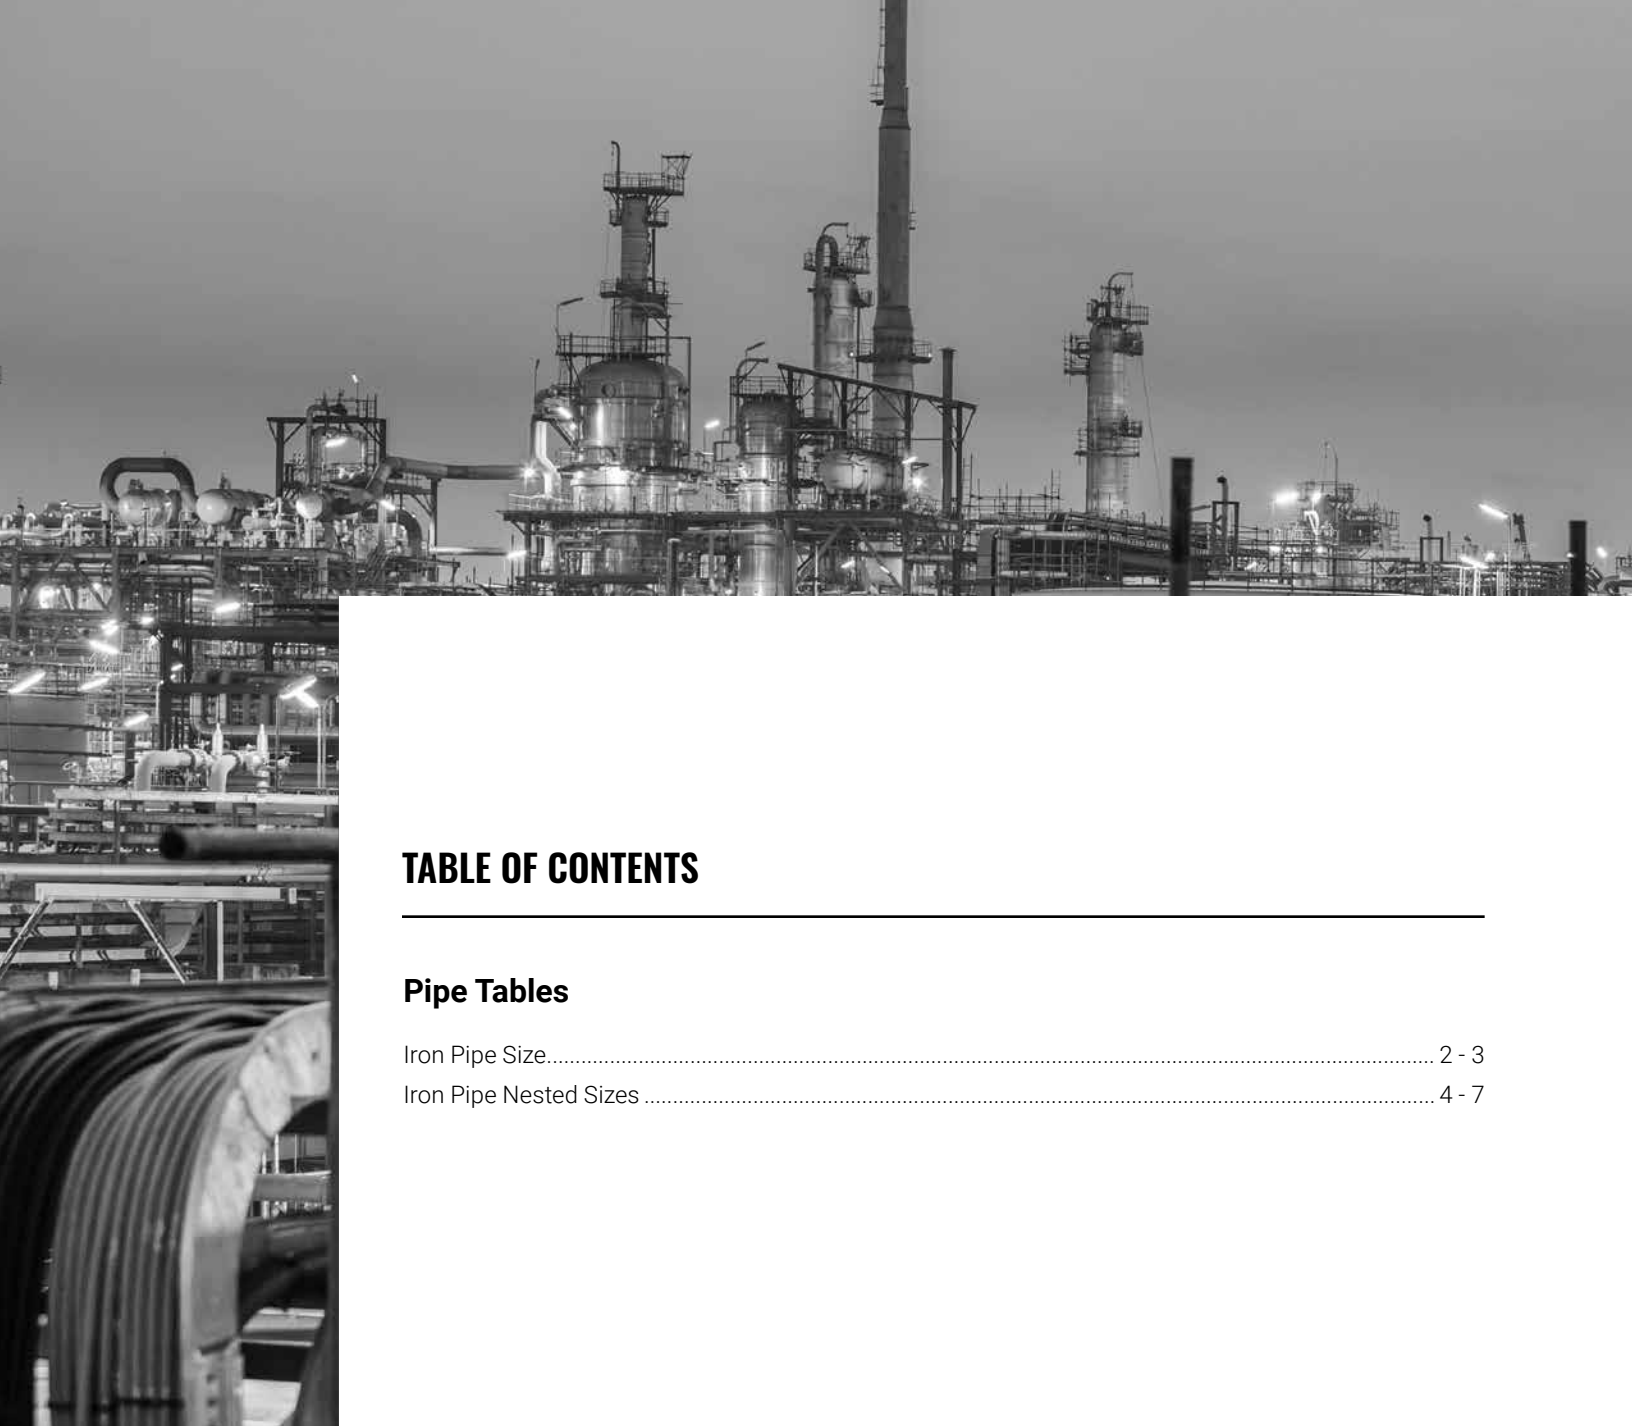 TABLE OF CONTENTS
Pipe Tables
Iron Pipe Size........................................................................................................................................................ 2 - 3
Iron Pipe Nested Sizes ........................................................................................................................................ 4 - 7